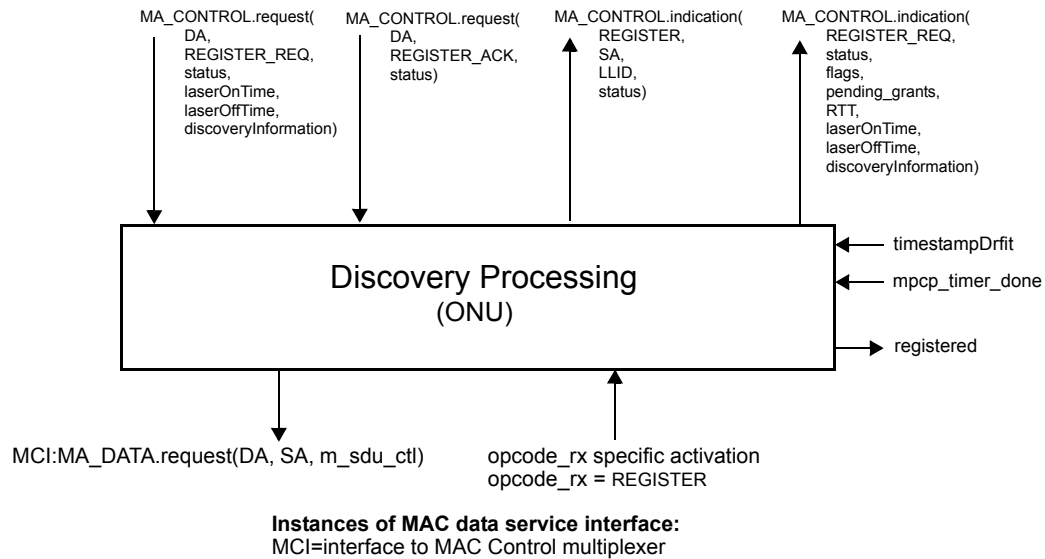 MA_CONTROL.request(
DA,
REGISTER_REQ,
status,
laserOnTime,
laserOffTime,
discoveryInformation)
MA_CONTROL.request(
DA,
REGISTER_ACK,
status)
MA_CONTROL.indication(
REGISTER,
SA,
LLID,
status)
MA_CONTROL.indication(
REGISTER_REQ,
status,
flags,
pending_grants,
RTT,
laserOnTime,
laserOffTime,
discoveryInformation)
Discovery Processing
(ONU)
timestampDrfit
mpcp_timer_done
registered
MCI:MA_DATA.request(DA, SA, m_sdu_ctl)
opcode_rx specific activation
opcode_rx = REGISTER
Instances of MAC data service interface:
MCI=interface to MAC Control multiplexer